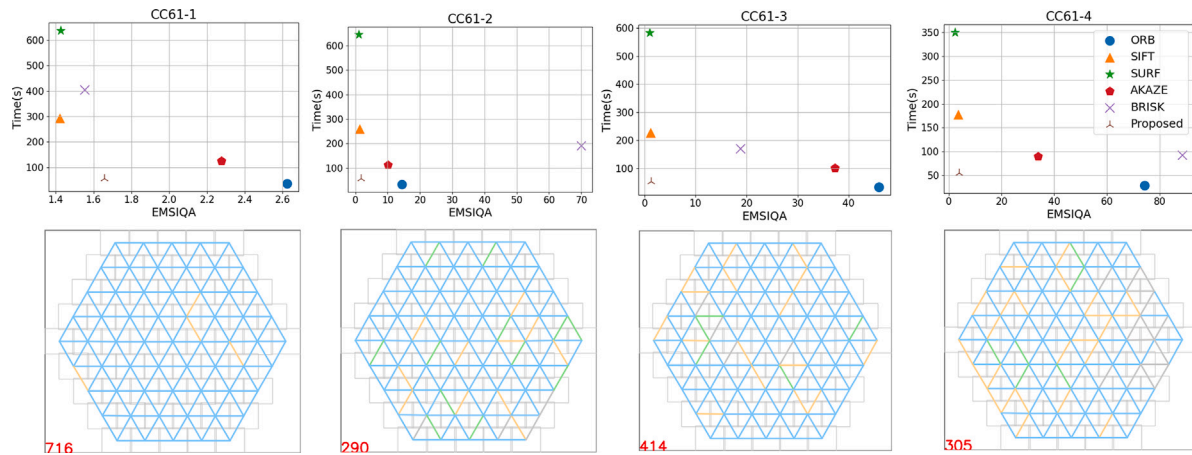 CC61-1
600
500
400
300
200
100
Time(s)
1.4 1.6 1.8 2.0 2.2 2.4 2.6
EMSIQA
CC61-2
600
500
400
300
200
100
Time(s)
0 10 20 30 40 50 60 70
EMSIQA
CC61-3
600
500
400
300
200
100
Time(s)
0 10 20 30 40
EMSIQA
CC61-4
350
300
250
200
150
100
50
Time(s)
0 20 40 60 80
EMSIQA
ORB
SIFT
SURF
AKAZE
BRISK
Proposed
716
290
414
305